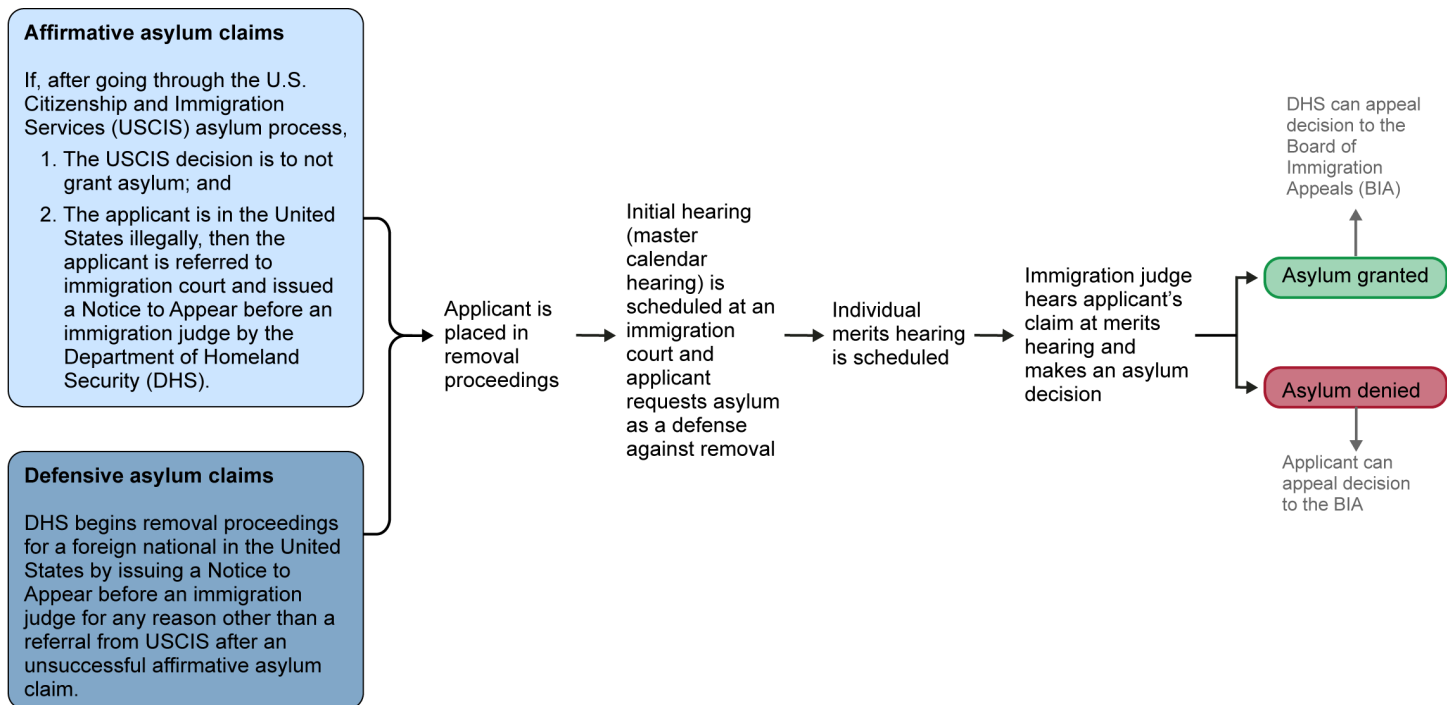 Affirmative asylum claims
If, after going through the U.S.
Citizenship and Immigration
Services (USCIS) asylum process,
1. The USCIS decision is to not
grant asylum; and
2. The applicant is in the United
States illegally, then the
applicant is referred to
immigration court and issued
a Notice to Appear before an
immigration judge by the
Department of Homeland
Security (DHS).
Defensive asylum claims
DHS begins removal proceedings
for a foreign national in the United
States by issuing a Notice to
Appear before an immigration
judge for any reason other than a
referral from USCIS after an
unsuccessful affirmative asylum
claim.
Applicant is
placed in
removal
proceedings
Initial hearing
(master
calendar
hearing) is
scheduled at an
immigration
court and
applicant
requests asylum
as a defense
against removal
Individual
merits hearing
is scheduled
Immigration judge
hears applicant’s
claim at merits
hearing and
makes an asylum
decision
DHS can appeal
decision to the
Board of
Immigration
Appeals (BIA)
Asylum granted
Asylum denied
Applicant can
appeal decision
to the BIA